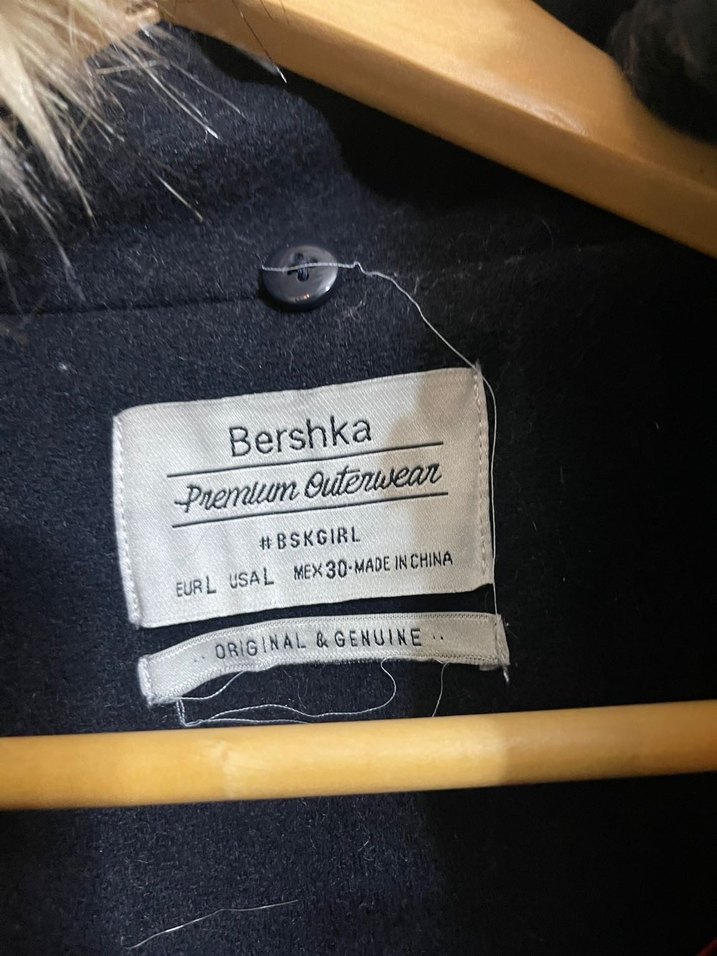 Bershka
Premium Outerwear
#BSKGIRL
EUR L USA L MEX 30·MADE IN CHINA
·· ORIGINAL & GENUINE ··